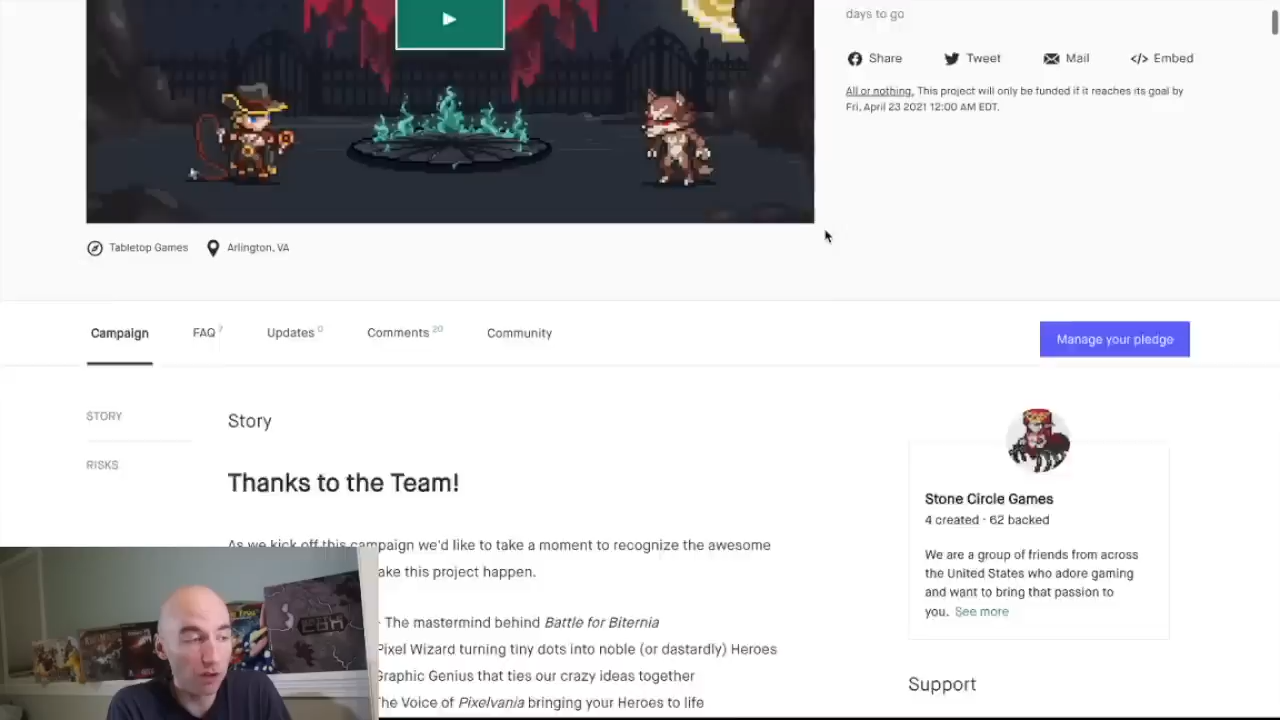 days to go
Share Tweet Mail </> Embed
All or nothing. This project will only be funded if it reaches its goal by
Fri, April 23 2021 12:00 AM EDT.
Tabletop Games Arlington, VA
Campaign FAQ 7 Updates 0 Comments 20 Community
Manage your pledge
STORY
RISKS
Story
Thanks to the Team!
As we kick off this campaign we'd like to take a moment to recognize the awesome
ake this project happen.
- The mastermind behind Battle for Biternia
Pixel Wizard turning tiny dots into noble (or dastardly) Heroes
Graphic Genius that ties our crazy ideas together
The Voice of Pixelvania bringing your Heroes to life
Stone Circle Games
4 created · 62 backed
We are a group of friends from across
the United States who adore gaming
and want to bring that passion to
you. See more
Support